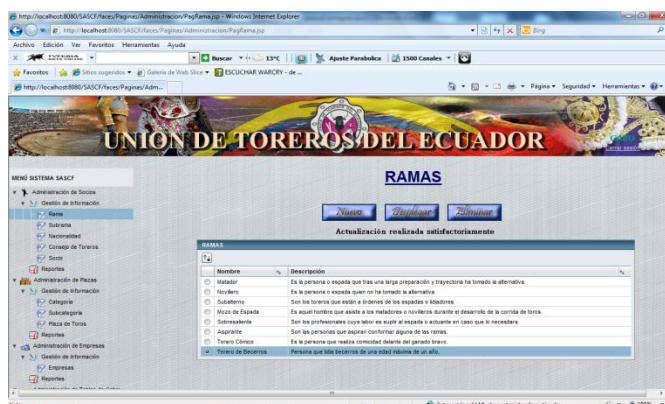 http://localhost:8080/SASCF/faces/Paginas/Administracion/PagRama.jsp - Windows Internet Explorer
http://localhost:8080/SASCF/faces/Paginas/Administracion/PagRama.jsp
Bing
Archivo Edición Ver Favoritos Herramientas Ayuda
Buscar 13°C Ajuste Parabolica 1500 Canales
Favoritos Sitios sugeridos Galería de Web Slice ESCUCHAR WARCRY - de ...
http://localhost:8080/SASCF/faces/Paginas/Adm...
Página Seguridad Herramientas
UNION DE TOREROS DEL ECUADOR
Cerrar sesión
MENÚ SISTEMA SASCF
Administración de Socios
Gestión de Información
Rama
Subrama
Nacionalidad
Consejo de Toreros
Socio
Reportes
Administración de Plazas
Gestión de Información
Categoría
Subcategoría
Plaza de Toros
Reportes
Administración de Empresas
Gestión de Información
Empresas
Reportes
RAMAS
Nuevo Desplegar Eliminar
Actualización realizada satisfactoriamente
RAMAS
Nombre Descripción
Matador Es la persona o espada que tras una larga preparación y trayectoria ha tomado la alternativa.
Novillero Es la persona o espada quien no ha tomado la alternativa.
Subalterno Son los toreros que están a órdenes de los espadas o lidiadores.
Mozo de Espada Es aquel hombre que asiste a los matadores o novilleros durante el desarrollo de la corrida de toros.
Sobresaliente Son los profesionales cuya labor es suplir al espada o actuante en caso que lo necesitara.
Aspirante Son las personas que aspiran conformar alguna de las ramas.
Torero Cómico Es la persona que realiza comicidad delante del ganado bravo.
Torero de Becerros Persona que lidia becerros de una edad máxima de un año.